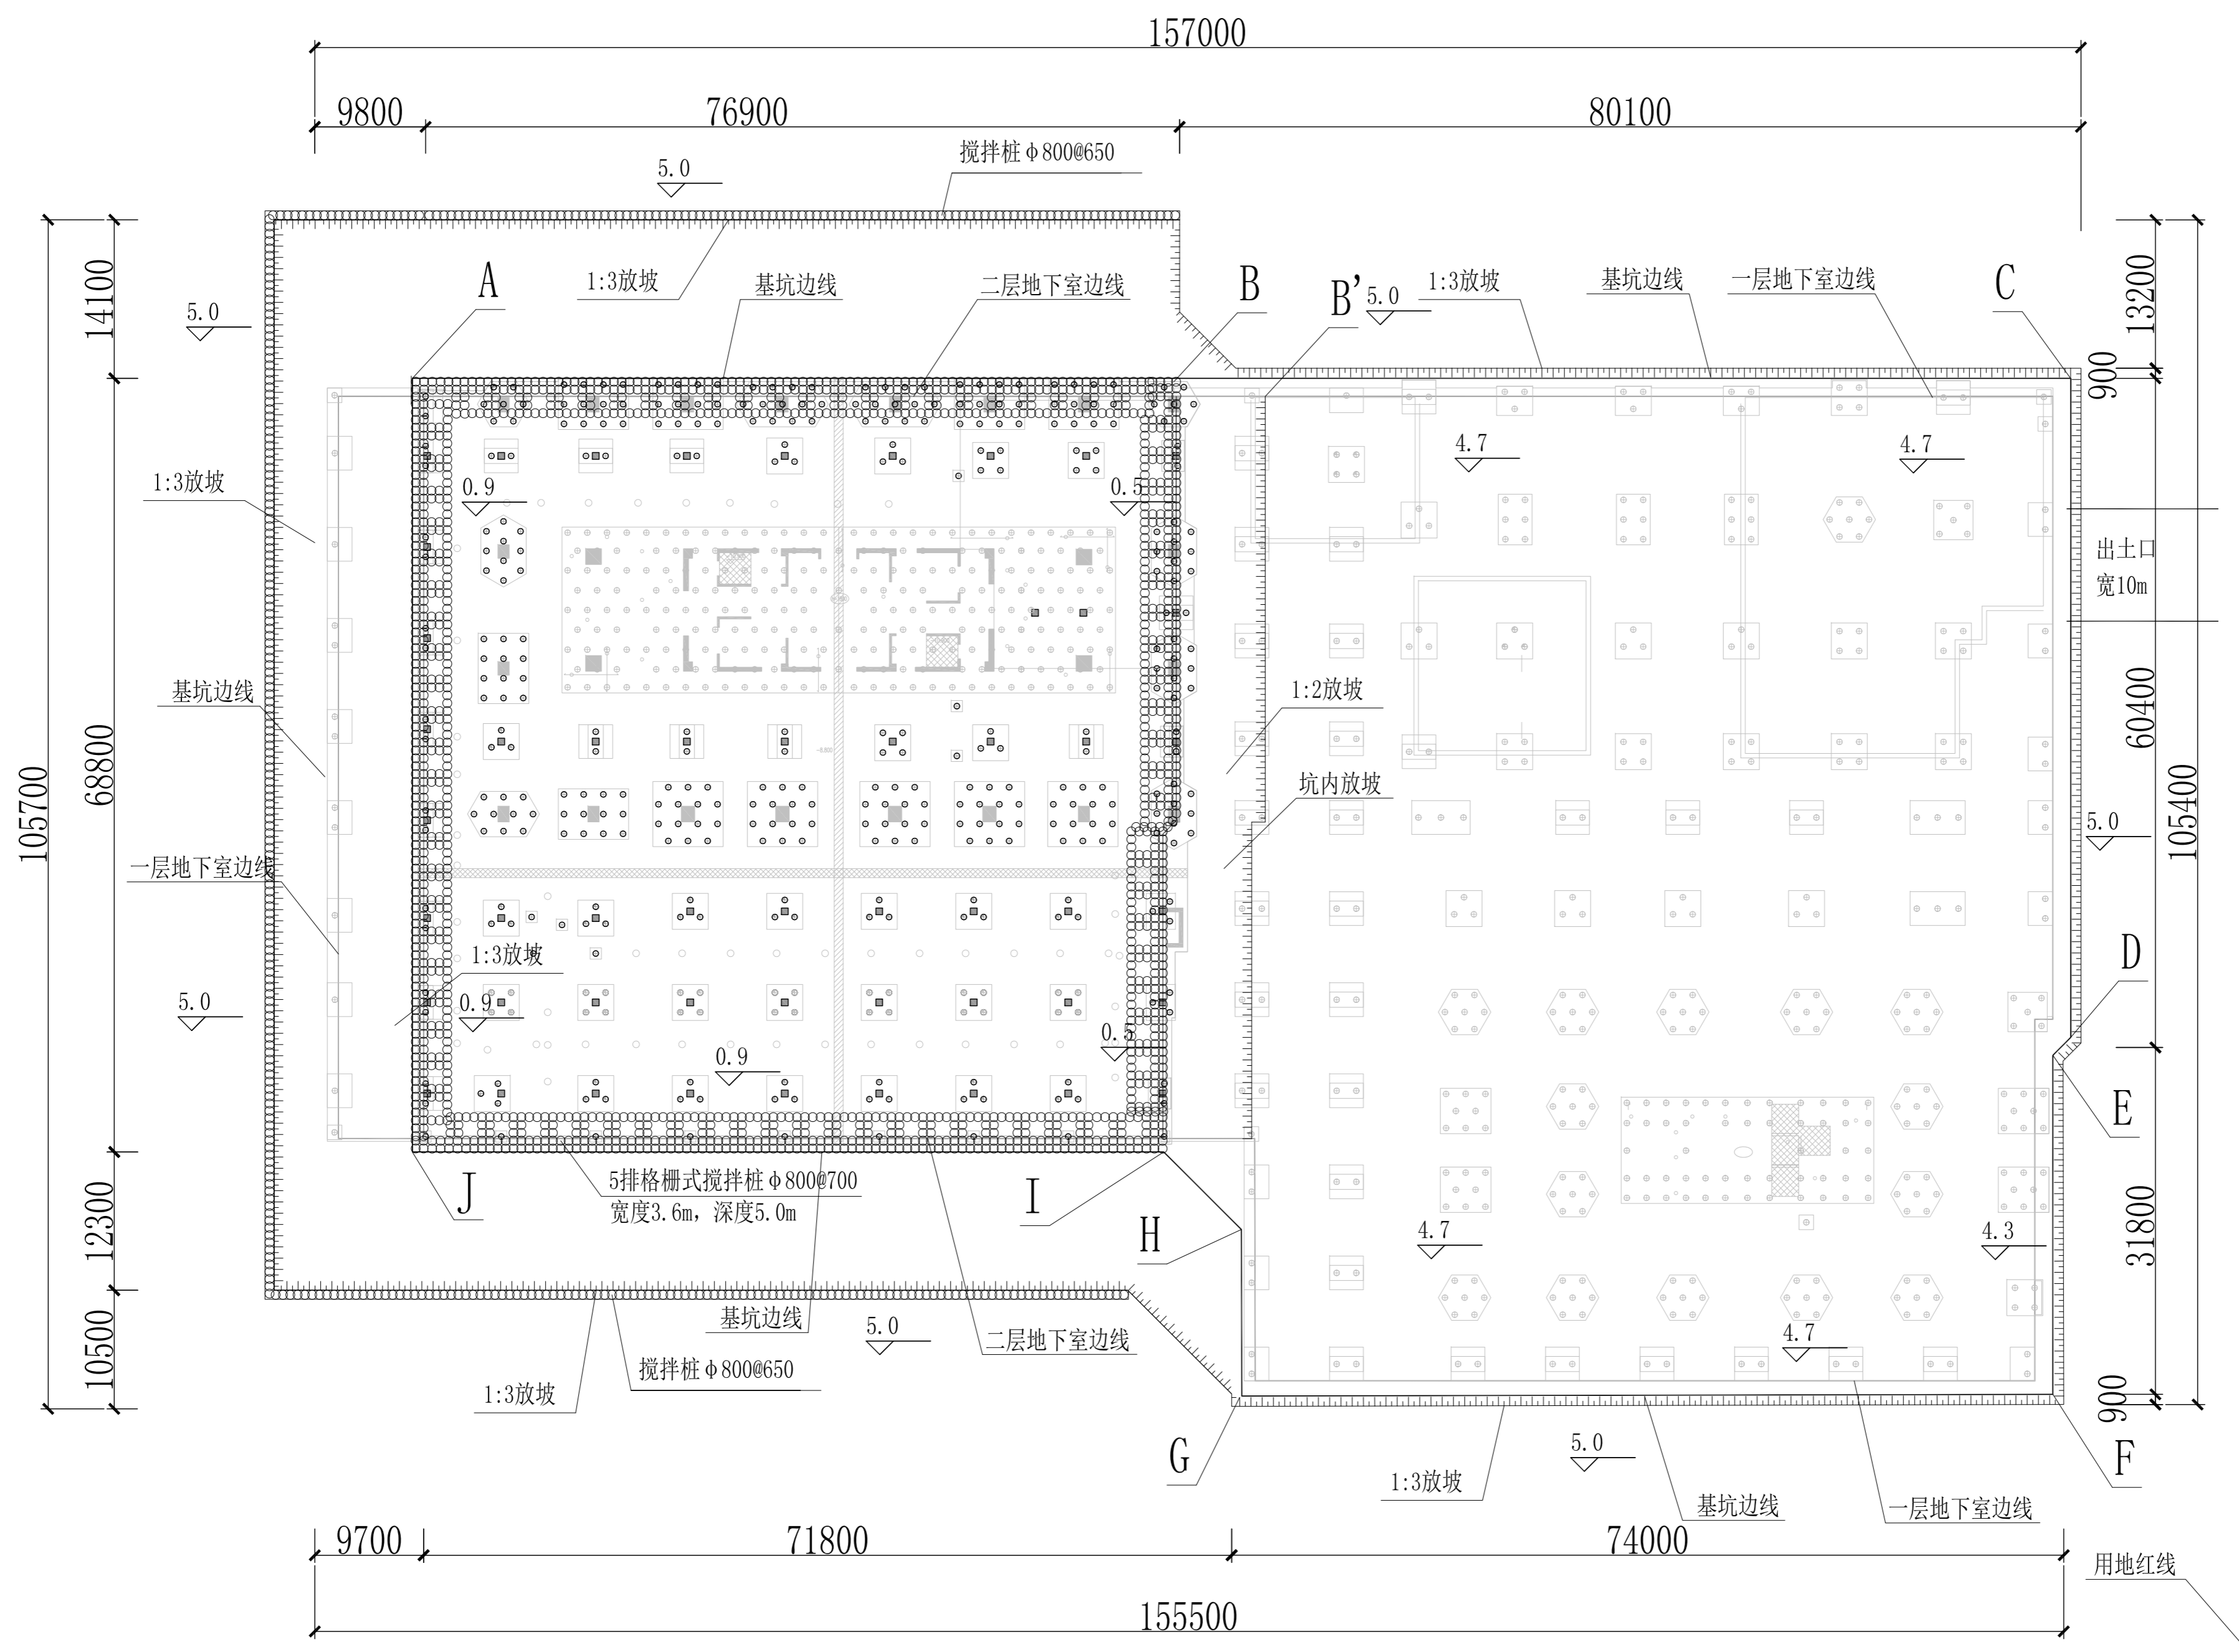 157000
9800
76900
80100
搅拌桩φ800@650
5.0
14100
13200
A
1:3放坡
基坑边线
二层地下室边线
B
B'
5.0
1:3放坡
基坑边线
一层地下室边线
C
5.0
900
4.7
4.7
1:3放坡
0.9
0.5
出土口
宽10m
基坑边线
1:2放坡
60400
68800
坑内放坡
105700
105400
5.0
一层地下室边线
D
1:3放坡
5.0
0.9
0.5
0.9
E
J
5排格栅式搅拌桩φ800@700
宽度3.6m，深度5.0m
I
H
4.7
4.3
12300
31800
基坑边线
5.0
二层地下室边线
4.7
10500
搅拌桩φ800@650
1:3放坡
900
G
5.0
F
1:3放坡
基坑边线
一层地下室边线
9700
71800
74000
用地红线
155500